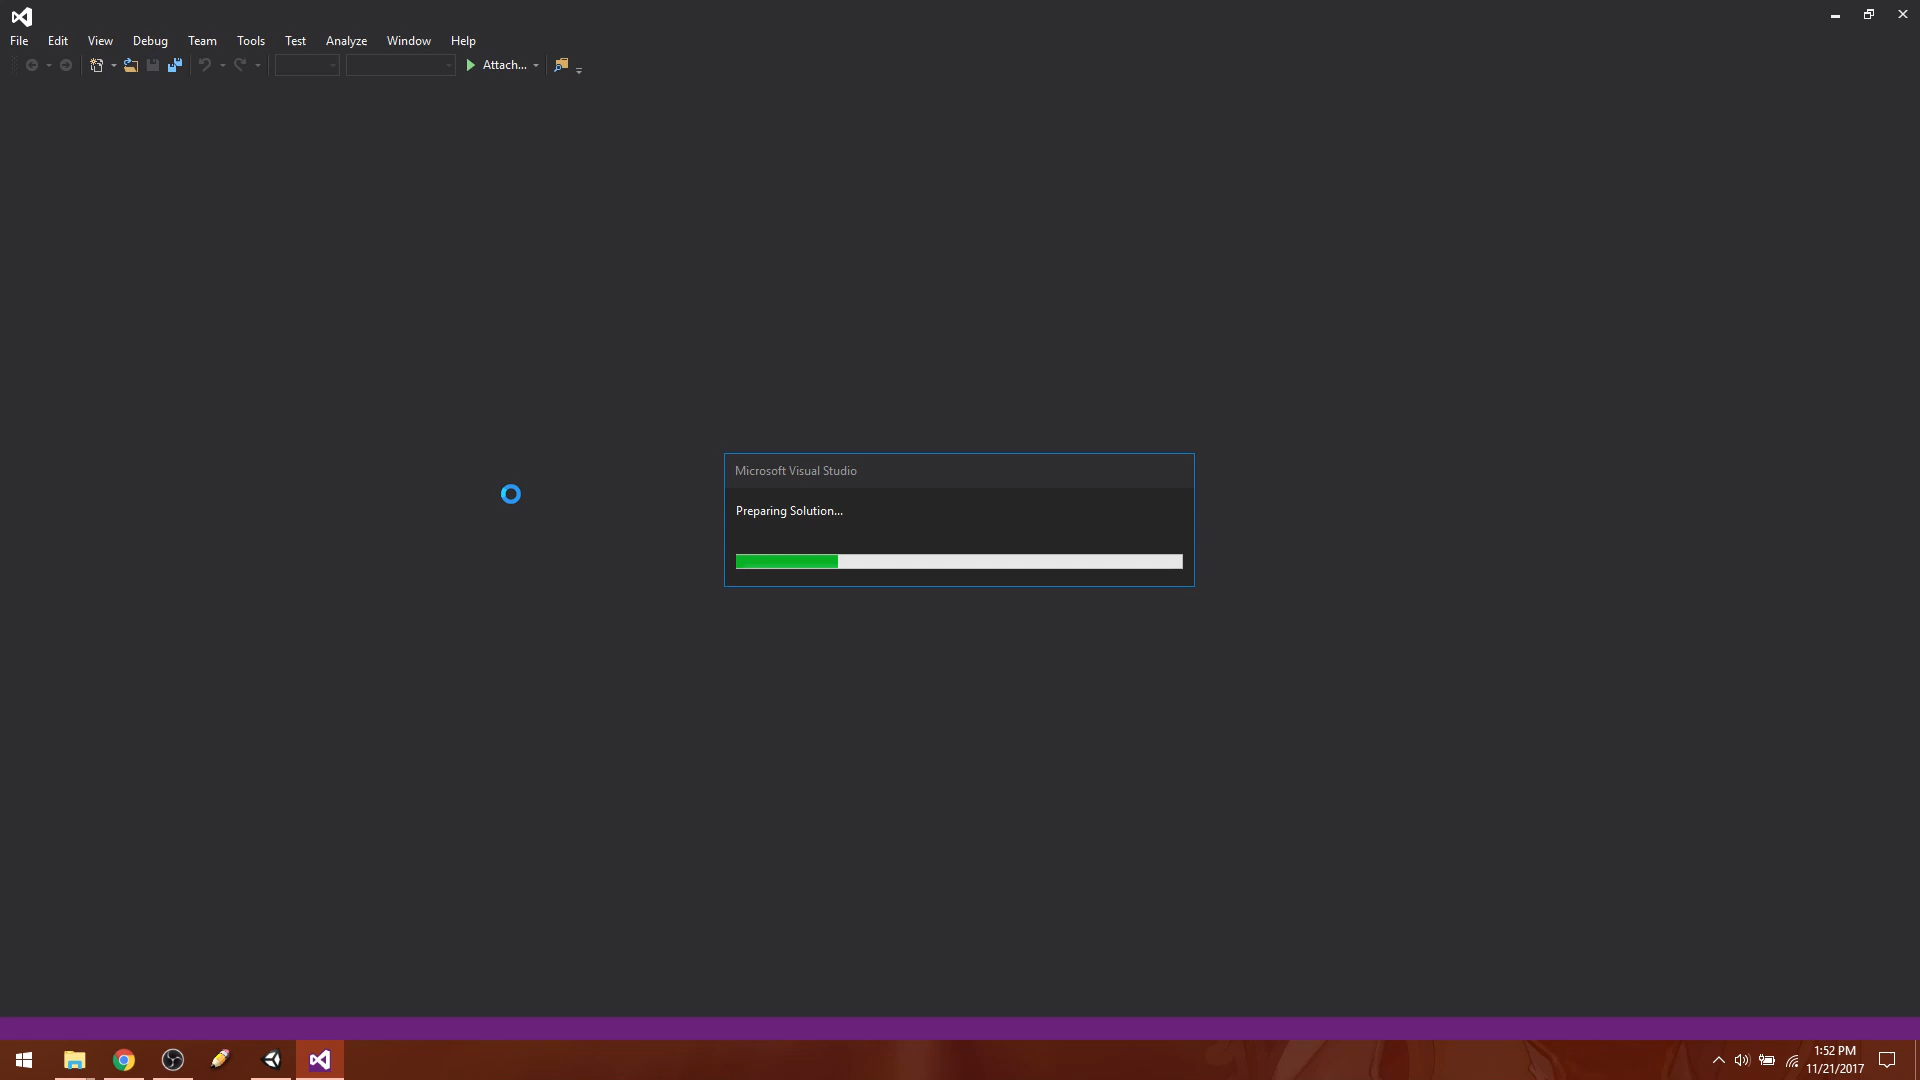 File Edit View Debug Team Tools Test Analyze Window Help
Attach...
Microsoft Visual Studio
Preparing Solution...
1:52 PM
11/21/2017